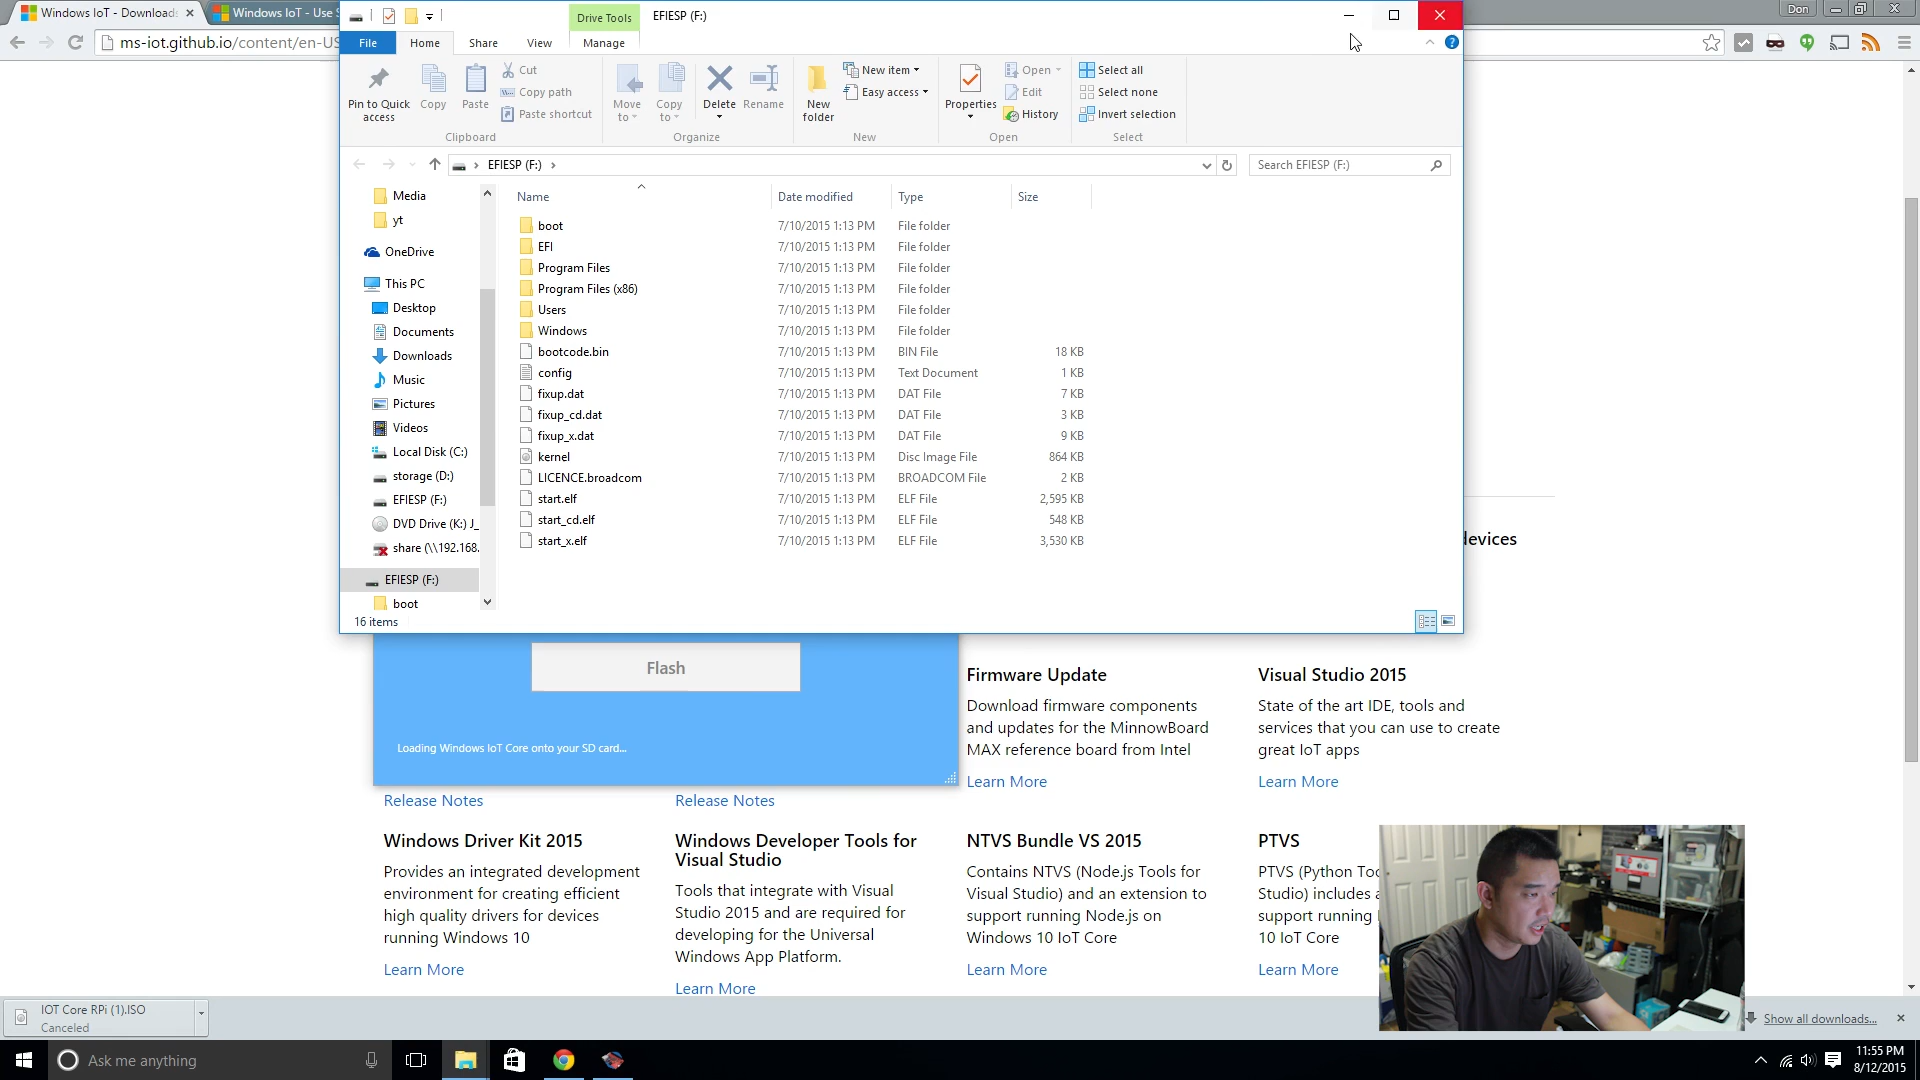 Windows IoT - Downloads
Windows IoT - Use S
Drive Tools
EFIESP (F:)
Don
ms-iot.github.io/content/en-US
File
Home
Share
View
Manage
Pin to Quick access
Copy
Paste
Cut
Copy path
Paste shortcut
Move to
Copy to
Delete
Rename
New folder
New item
Easy access
Properties
Open
Edit
History
Select all
Select none
Invert selection
Clipboard
Organize
New
Open
Select
EFIESP (F:)
Search EFIESP (F:)
Media
yt
OneDrive
This PC
Desktop
Documents
Downloads
Music
Pictures
Videos
Local Disk (C:)
storage (D:)
EFIESP (F:)
DVD Drive (K:) J_
share (\\192.168.
EFIESP (F:)
boot
16 items
Name Date modified Type Size
boot 7/10/2015 1:13 PM File folder
EFI 7/10/2015 1:13 PM File folder
Program Files 7/10/2015 1:13 PM File folder
Program Files (x86) 7/10/2015 1:13 PM File folder
Users 7/10/2015 1:13 PM File folder
Windows 7/10/2015 1:13 PM File folder
bootcode.bin 7/10/2015 1:13 PM BIN File 18 KB
config 7/10/2015 1:13 PM Text Document 1 KB
fixup.dat 7/10/2015 1:13 PM DAT File 7 KB
fixup_cd.dat 7/10/2015 1:13 PM DAT File 3 KB
fixup_x.dat 7/10/2015 1:13 PM DAT File 9 KB
kernel 7/10/2015 1:13 PM Disc Image File 864 KB
LICENCE.broadcom 7/10/2015 1:13 PM BROADCOM File 2 KB
start.elf 7/10/2015 1:13 PM ELF File 2,595 KB
start_cd.elf 7/10/2015 1:13 PM ELF File 548 KB
start_x.elf 7/10/2015 1:13 PM ELF File 3,530 KB
devices
Flash
Loading Windows IoT Core onto your SD card...
Release Notes
Release Notes
Firmware Update
Download firmware components
and updates for the MinnowBoard
MAX reference board from Intel
Learn More
Visual Studio 2015
State of the art IDE, tools and
services that you can use to create
great IoT apps
Learn More
Windows Driver Kit 2015
Provides an integrated development
environment for creating efficient
high quality drivers for devices
running Windows 10
Learn More
Windows Developer Tools for
Visual Studio
Tools that integrate with Visual
Studio 2015 and are required for
developing for the Universal
Windows App Platform.
Learn More
NTVS Bundle VS 2015
Contains NTVS (Node.js Tools for
Visual Studio) and an extension to
support running Node.js on
Windows 10 IoT Core
Learn More
PTVS
PTVS (Python Too
Studio) includes a
support running
10 IoT Core
Learn More
IOT Core RPi (1).ISO
Canceled
Show all downloads...
Ask me anything
11:55 PM
8/12/2015